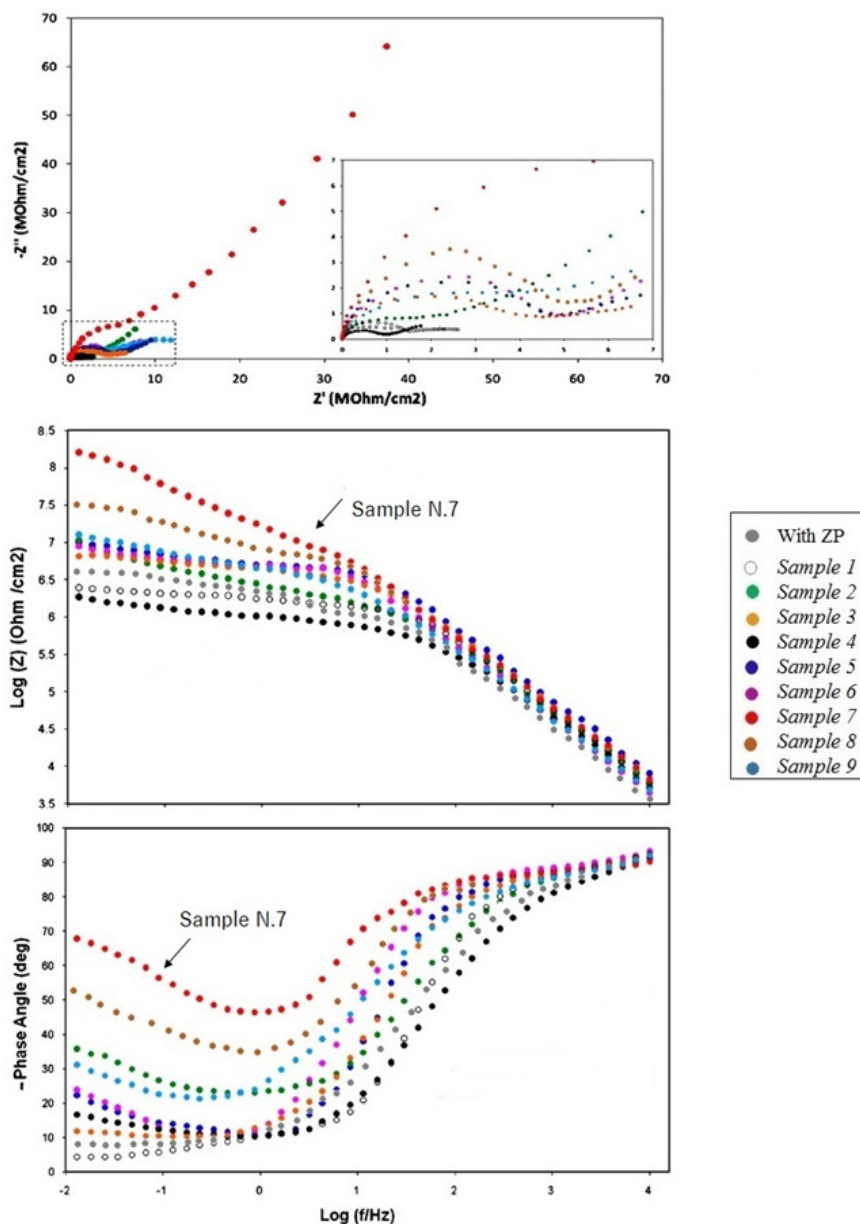 70
60
50
40
30
20
10
0
-Z'' (MOhm/cm2)
7
6
5
4
3
2
1
0
0 1 2 3 4 5 6 7
0 10 20 30 40 50 60 70
Z' (MOhm/cm2)
8.5
8
7.5
7
6.5
6
5.5
5
4.5
4
3.5
Log (Z) (Ohm /cm2)
Sample N.7
With ZP
Sample 1
Sample 2
Sample 3
Sample 4
Sample 5
Sample 6
Sample 7
Sample 8
Sample 9
100
90
80
70
60
50
40
30
20
10
0
– Phase Angle (deg)
Sample N.7
-2 -1 0 1 2 3 4
Log (f/Hz)